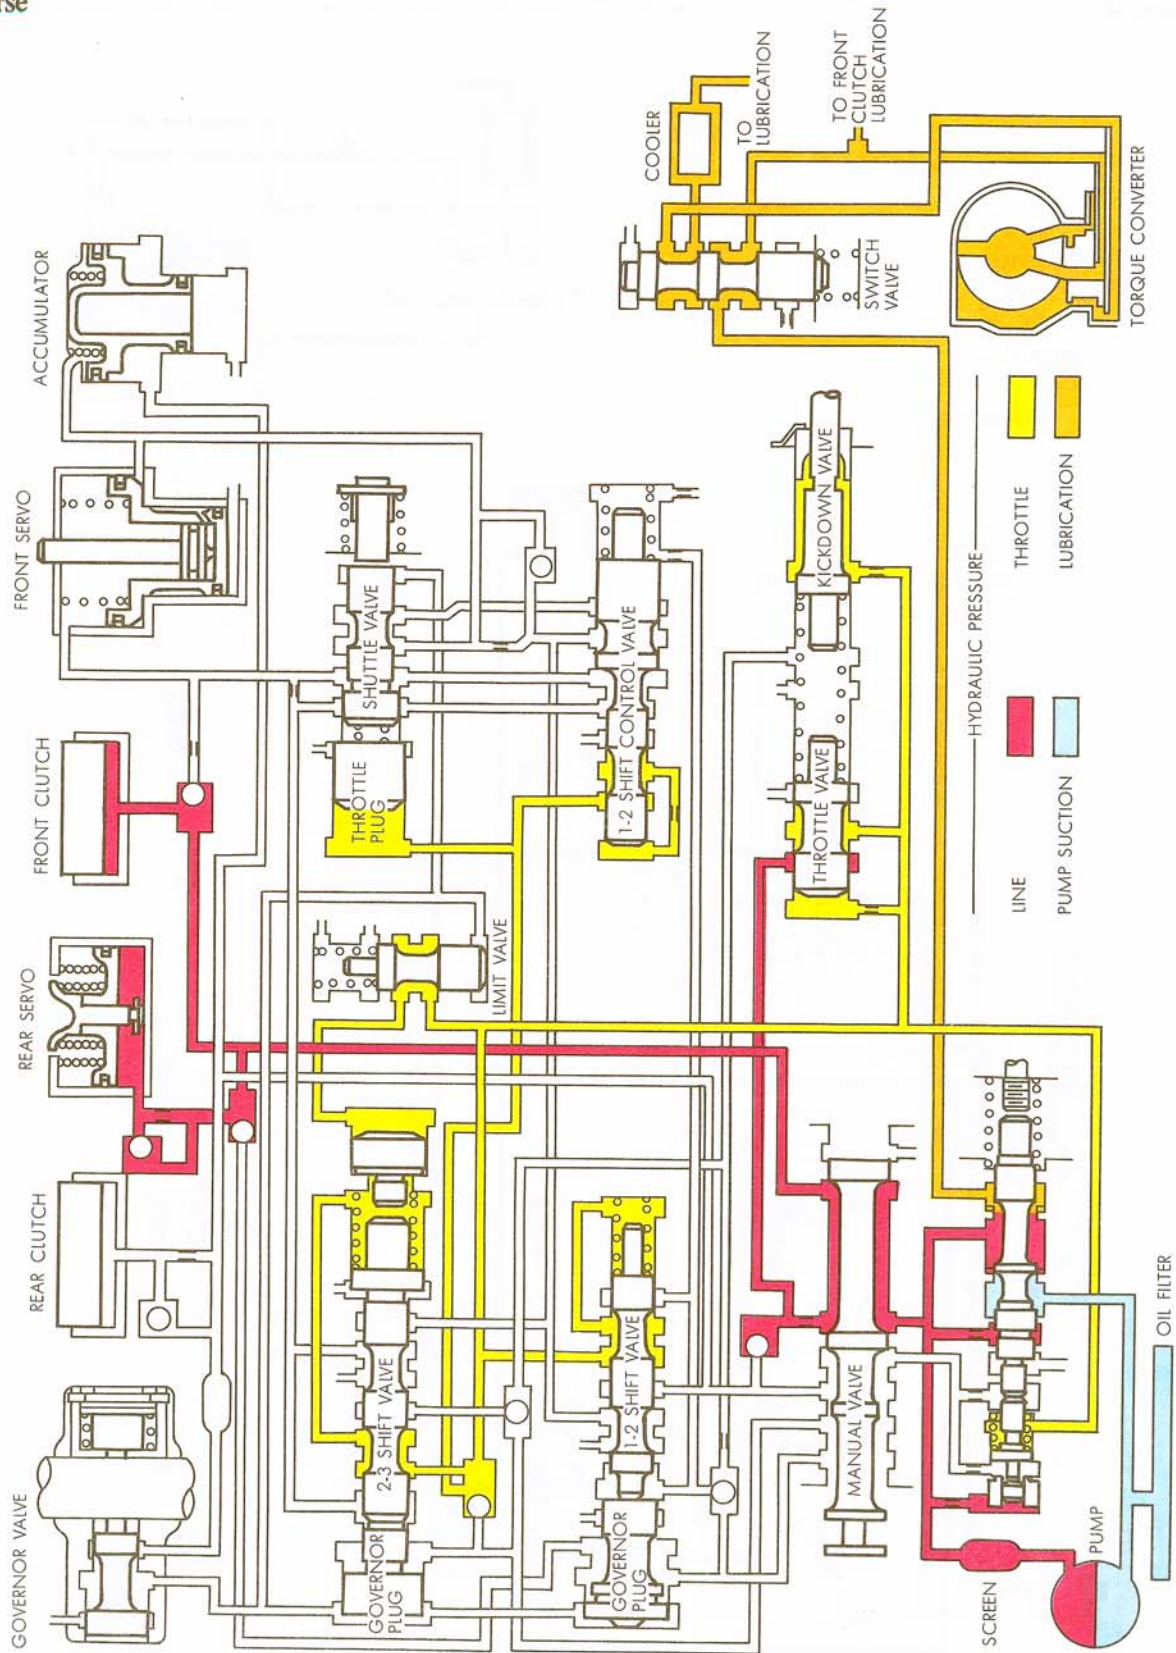 rse
GOVERNOR VALVE
REAR CLUTCH
REAR SERVO
FRONT CLUTCH
FRONT SERVO
ACCUMULATOR
GOVERNOR
PLUG
2-3 SHIFT VALVE
LIMIT VALVE
THROTTLE
PLUG
SHUTTLE VALVE
GOVERNOR
PLUG
1-2 SHIFT VALVE
1-2 SHIFT CONTROL VALVE
MANUAL VALVE
THROTTLE VALVE
KICKDOWN VALVE
COOLER
TO
LUBRICATION
TO FRONT
CLUTCH
LUBRICATION
SWITCH
VALVE
TORQUE CONVERTER
HYDRAULIC PRESSURE
LINE
THROTTLE
PUMP SUCTION
LUBRICATION
SCREEN
PUMP
OIL FILTER